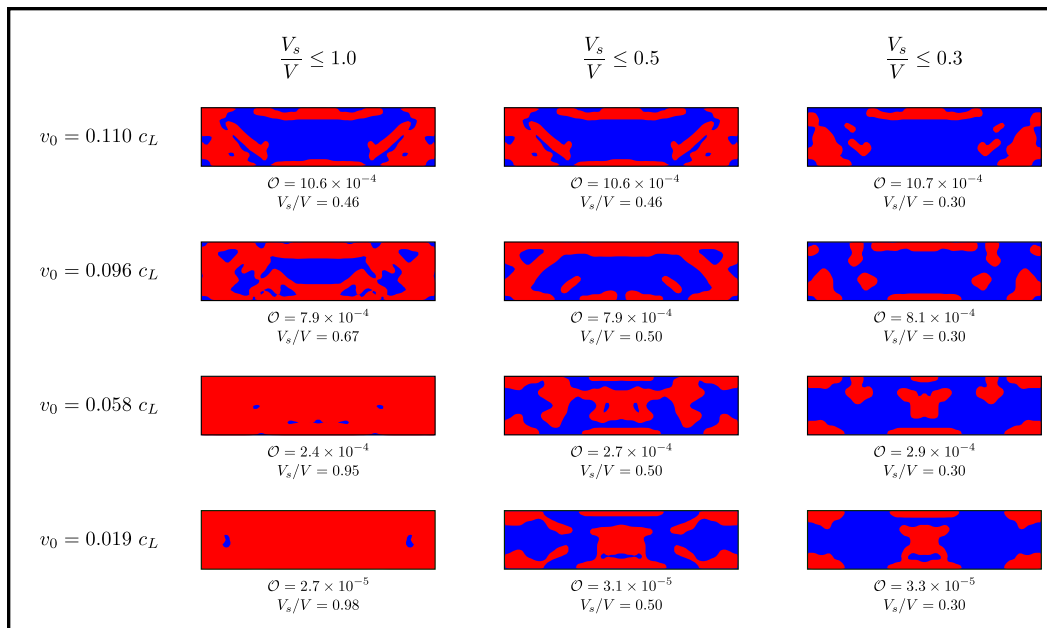 V_s/V ≤ 1.0 V_s/V ≤ 0.5 V_s/V ≤ 0.3
v_0 = 0.110 c_L
𝒪 = 10.6 × 10^{-4} 𝒪 = 10.6 × 10^{-4} 𝒪 = 10.7 × 10^{-4}
V_s/V = 0.46 V_s/V = 0.46 V_s/V = 0.30
v_0 = 0.096 c_L
𝒪 = 7.9 × 10^{-4} 𝒪 = 7.9 × 10^{-4} 𝒪 = 8.1 × 10^{-4}
V_s/V = 0.67 V_s/V = 0.50 V_s/V = 0.30
v_0 = 0.058 c_L
𝒪 = 2.4 × 10^{-4} 𝒪 = 2.7 × 10^{-4} 𝒪 = 2.9 × 10^{-4}
V_s/V = 0.95 V_s/V = 0.50 V_s/V = 0.30
v_0 = 0.019 c_L
𝒪 = 2.7 × 10^{-5} 𝒪 = 3.1 × 10^{-5} 𝒪 = 3.3 × 10^{-5}
V_s/V = 0.98 V_s/V = 0.50 V_s/V = 0.30